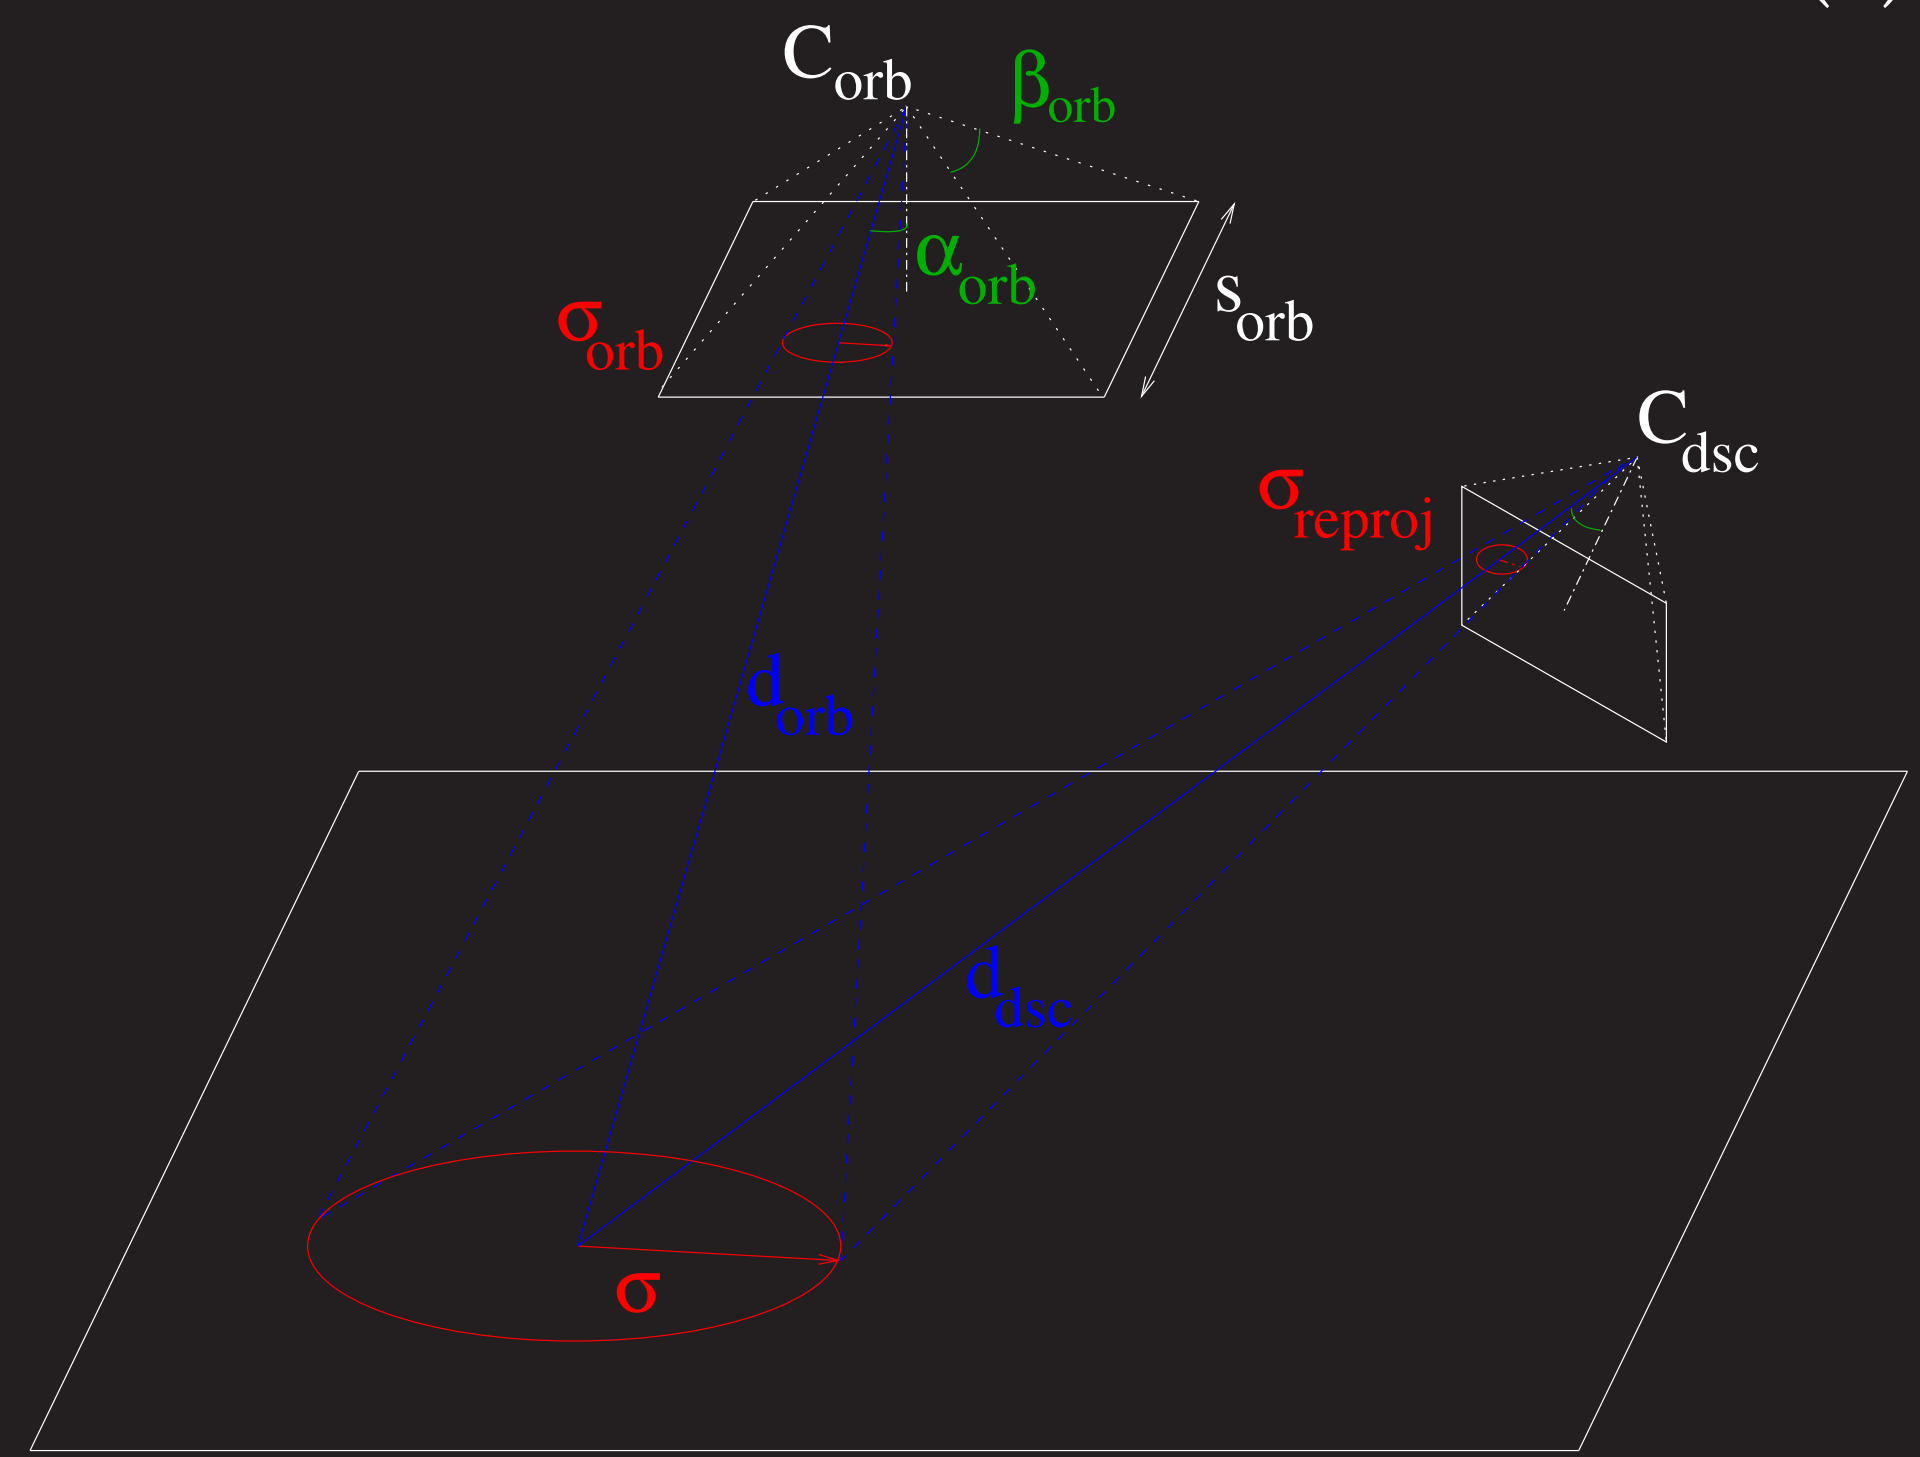 C_orb
β_orb
α_orb
s_orb
σ_orb
C_dsc
σ_reproj
d_orb
d_dsc
σ